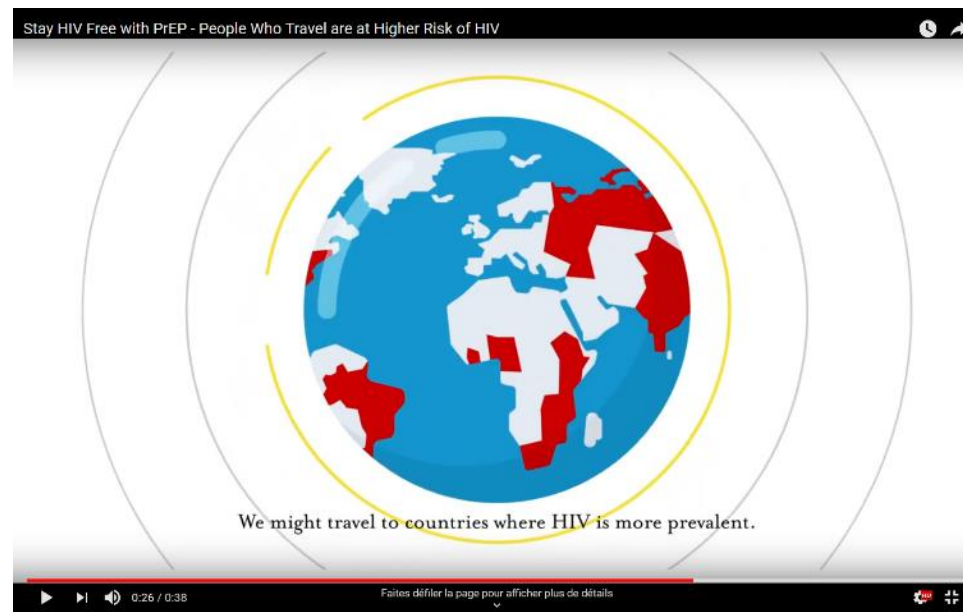 Stay HIV Free with PrEP - People Who Travel are at Higher Risk of HIV
We might travel to countries where HIV is more prevalent.
0:26 / 0:38
Faites défiler la page pour afficher plus de détails
HD